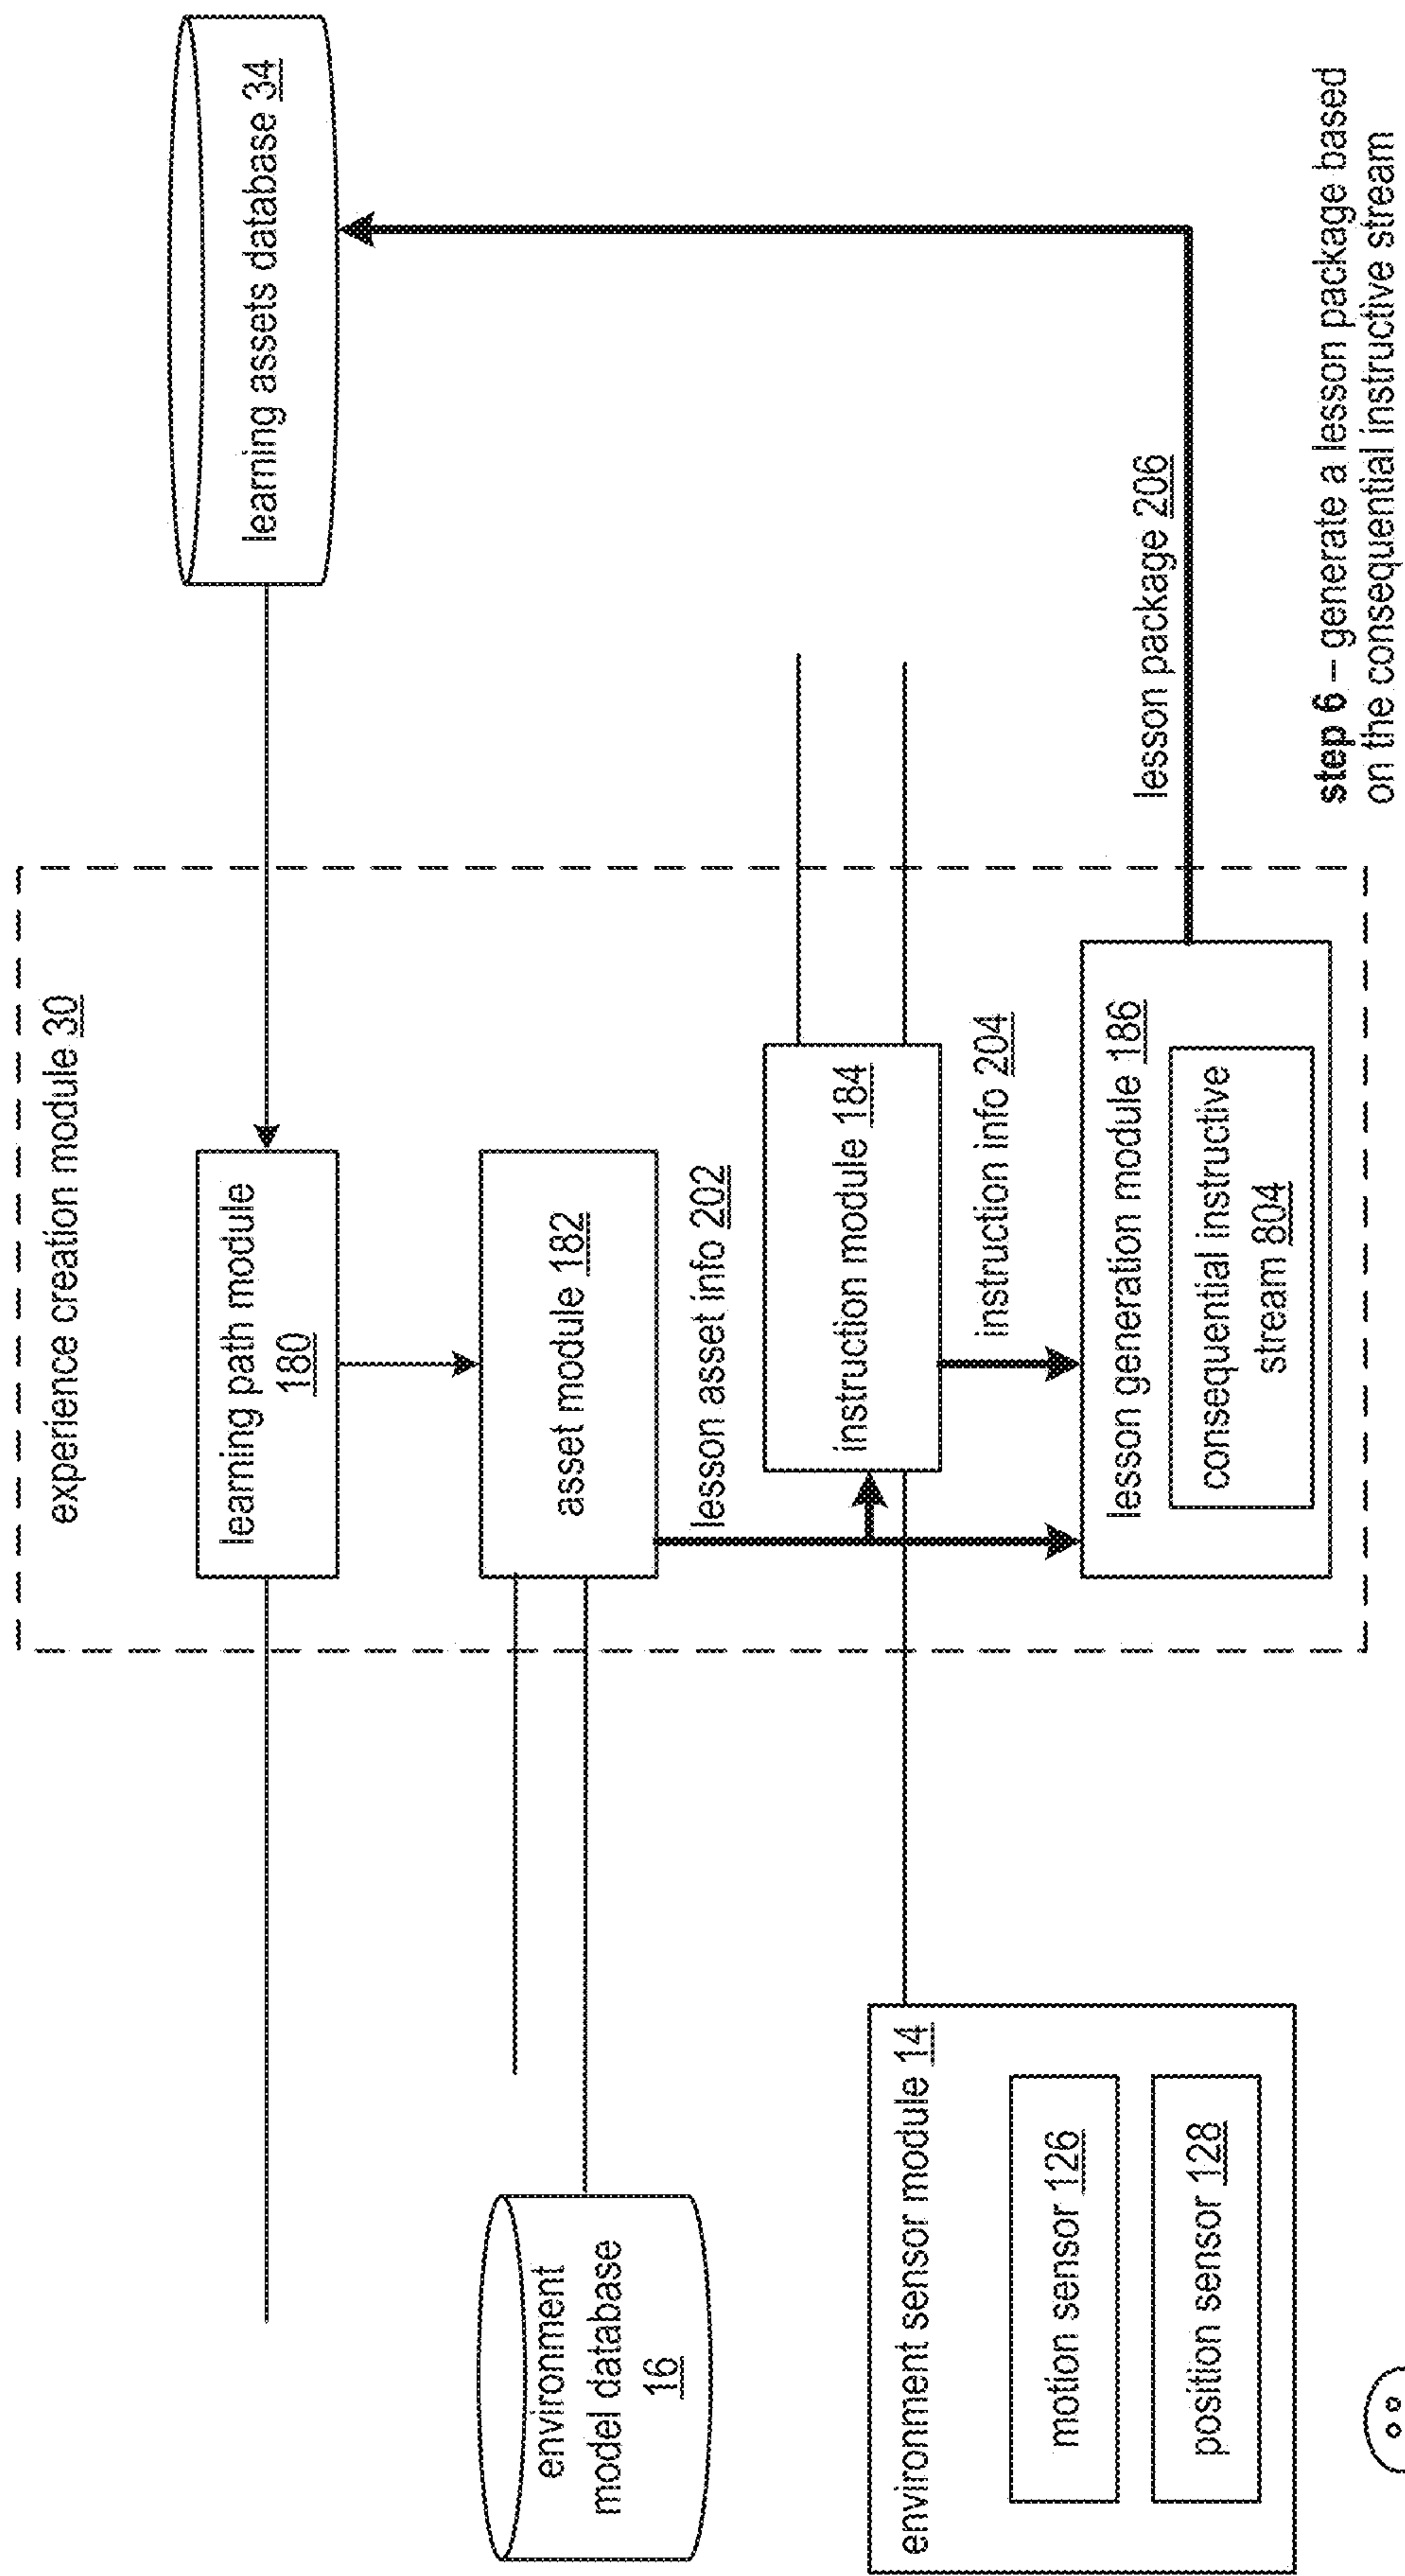 experience creation module 30
learning assets database 34
learning path module
180
environment
model database
16
asset module 182
lesson asset info 202
instruction module 184
environment sensor module 14
motion sensor 126
position sensor 128
instruction info 204
lesson package 206
lesson generation module 186
consequential instructive
stream 804
step 6 – generate a lesson package based
on the consequential instructive stream